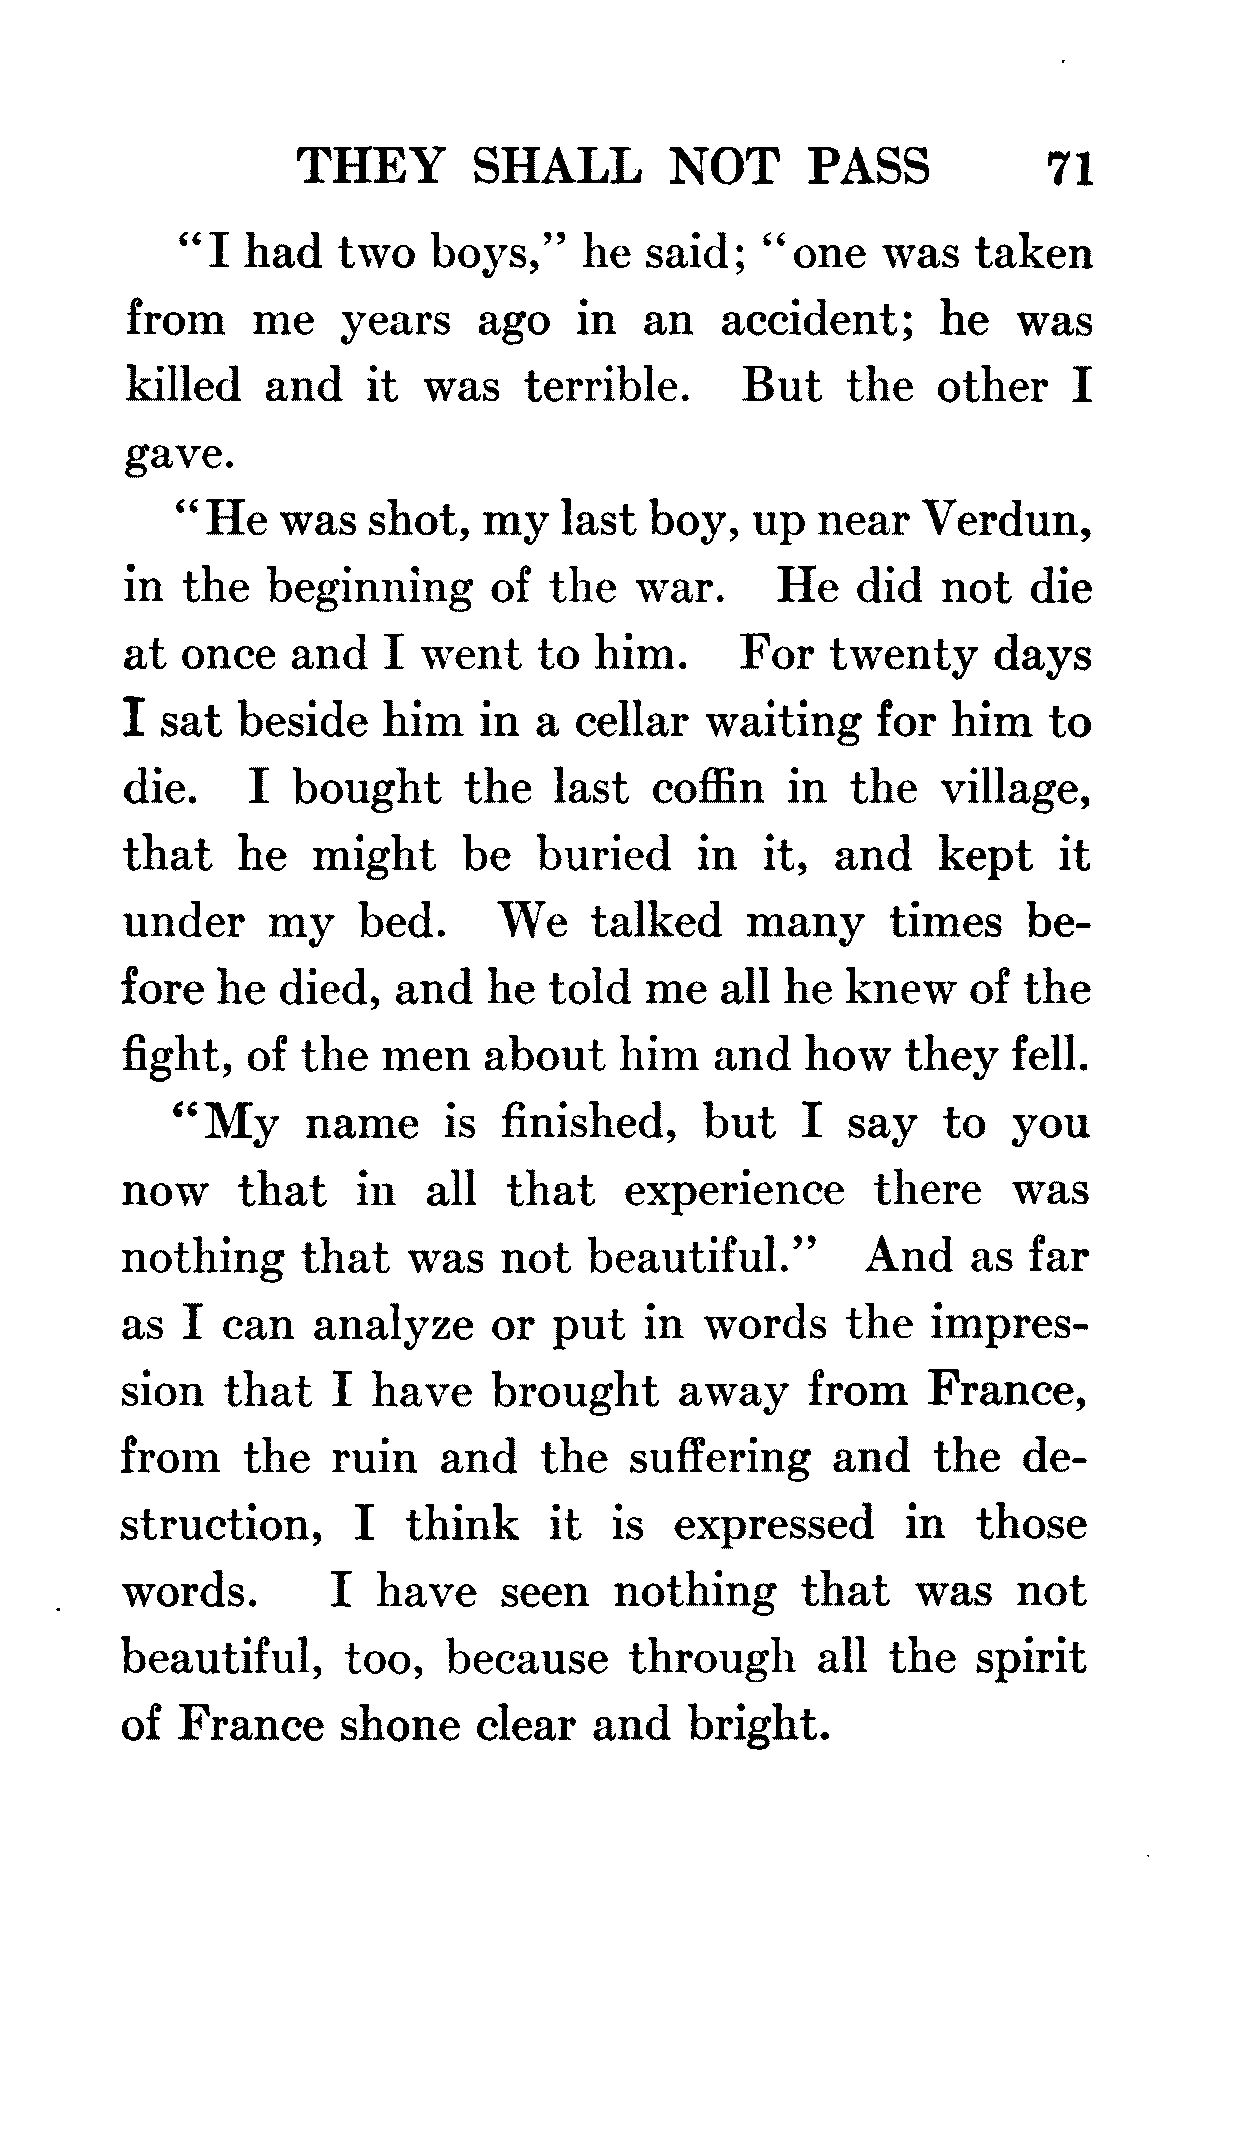 THEY SHALL NOT PASS 71
"I had two boys," he said; "one was taken
from me years ago in an accident; he was
killed and it was terrible. But the other I
gave.
"He was shot, my last boy, up near Verdun,
in the beginning of the war. He did not die
at once and I went to him. For twenty days
I sat beside him in a cellar waiting for him to
die. I bought the last coffin in the village,
that he might be buried in it, and kept it
under my bed. We talked many times be-
fore he died, and he told me all he knew of the
fight, of the men about him and how they fell.
"My name is finished, but I say to you
now that in all that experience there was
nothing that was not beautiful." And as far
as I can analyze or put in words the impres-
sion that I have brought away from France,
from the ruin and the suffering and the de-
struction, I think it is expressed in those
words. I have seen nothing that was not
beautiful, too, because through all the spirit
of France shone clear and bright.